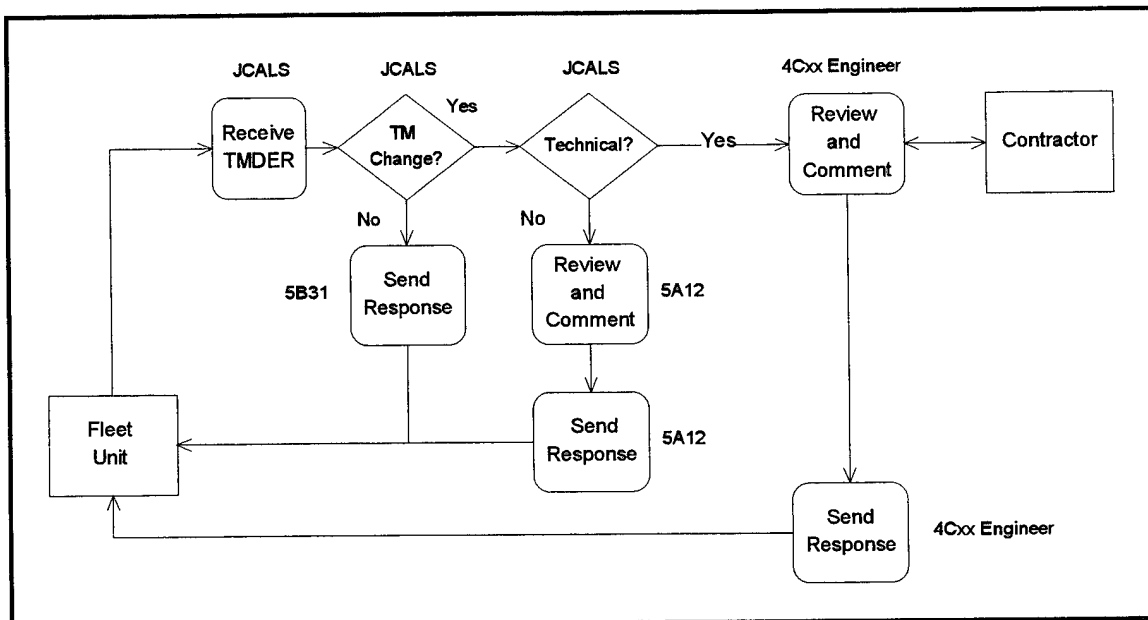 JCALS
JCALS
JCALS
4Cxx Engineer
Receive
TMDER
TM
Change?
Yes
Technical?
Yes
Review
and
Comment
Contractor
No
No
5B31
Send
Response
Review
and
Comment
5A12
Fleet
Unit
Send
Response
5A12
Send
Response
4Cxx Engineer